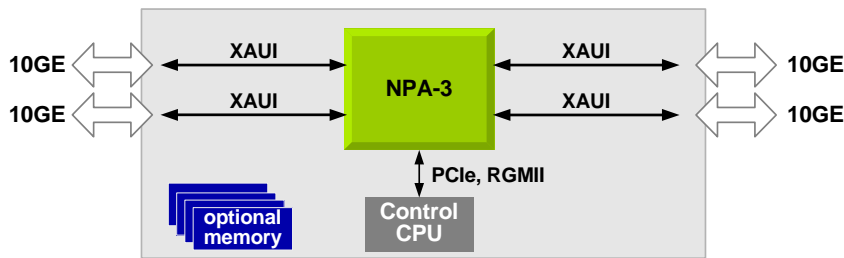 10GE XAUI NPA-3 XAUI 10GE
10GE XAUI XAUI 10GE
PCIe, RGMII
optional
memory
Control
CPU